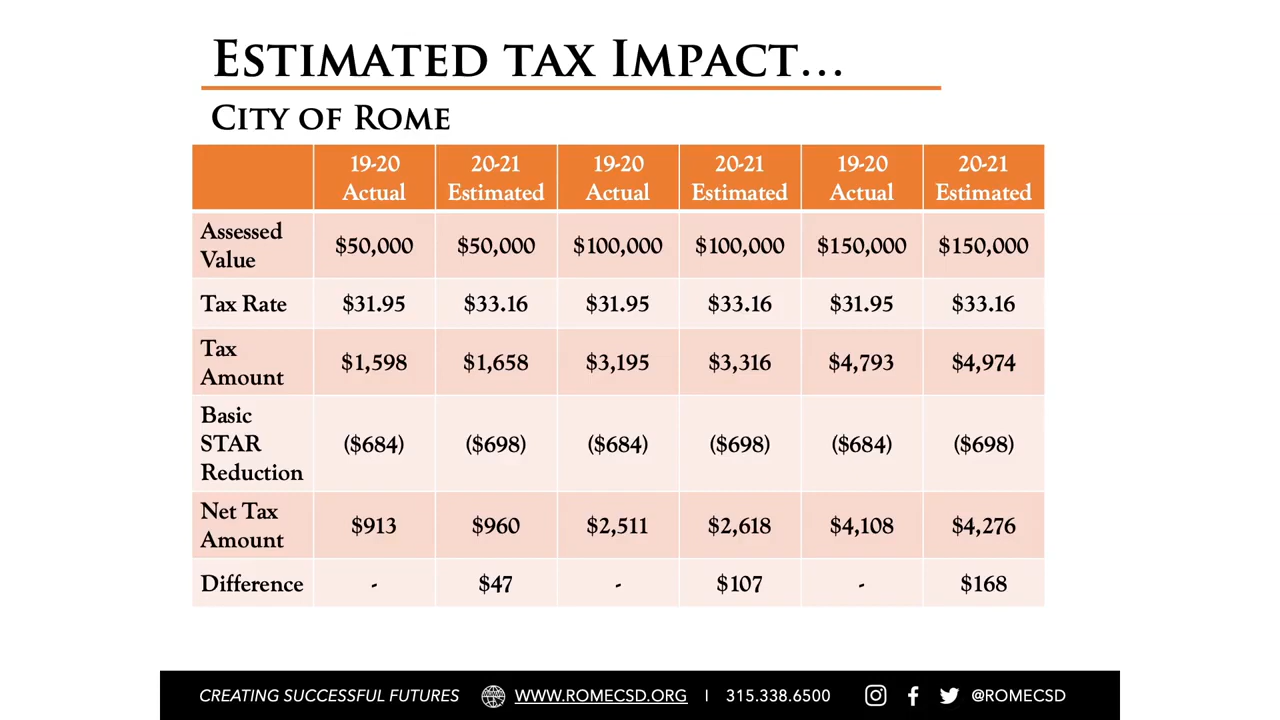 ESTIMATED TAX IMPACT...
CITY OF ROME
19-20 Actual 20-21 Estimated 19-20 Actual 20-21 Estimated 19-20 Actual 20-21 Estimated
Assessed Value $50,000 $50,000 $100,000 $100,000 $150,000 $150,000
Tax Rate $31.95 $33.16 $31.95 $33.16 $31.95 $33.16
Tax Amount $1,598 $1,658 $3,195 $3,316 $4,793 $4,974
Basic STAR Reduction ($684) ($698) ($684) ($698) ($684) ($698)
Net Tax Amount $913 $960 $2,511 $2,618 $4,108 $4,276
Difference - $47 - $107 - $168
CREATING SUCCESSFUL FUTURES WWW.ROMECSD.ORG | 315.338.6500 @ROMECSD